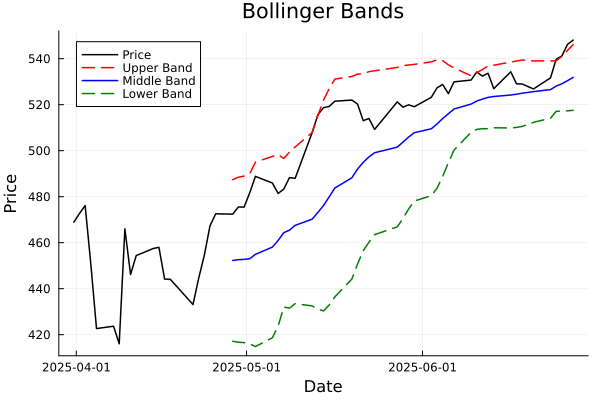 Bollinger Bands
Price
Upper Band
Middle Band
Lower Band
540
520
500
480
460
440
420
Price
2025-04-01 2025-05-01 2025-06-01
Date